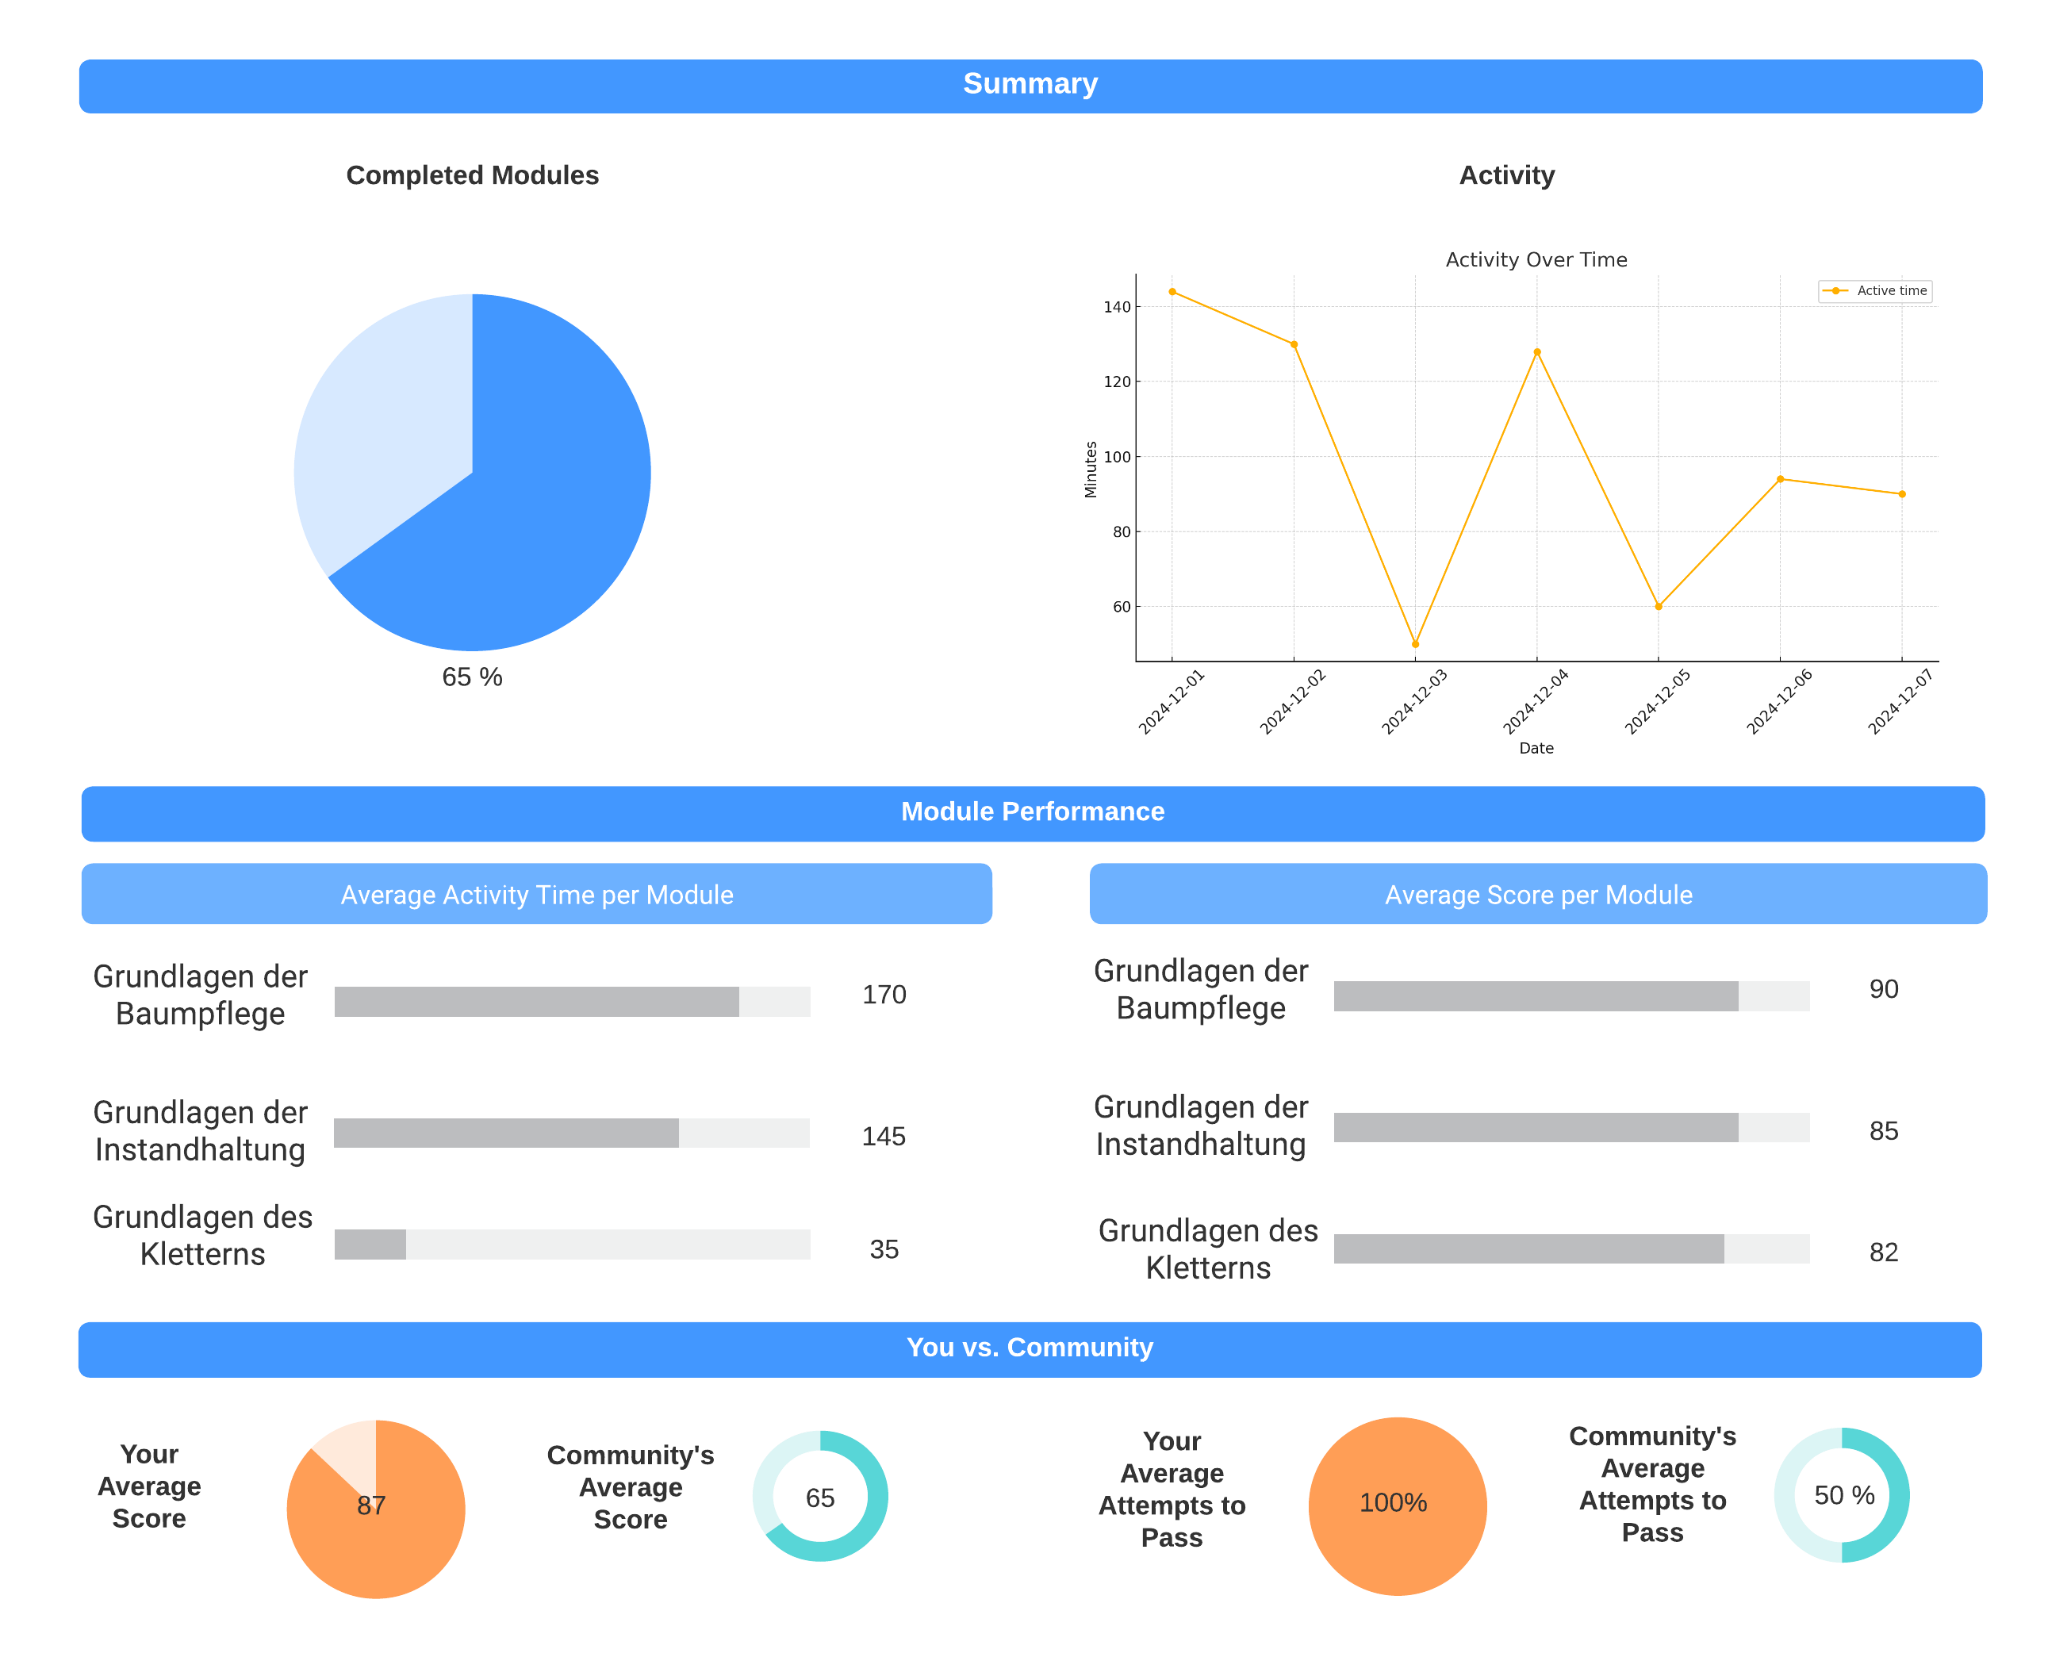 Summary
Completed Modules
65 %
Activity
Activity Over Time
Active time
140
120
100
80
60
Minutes
2024-12-01
2024-12-02
2024-12-03
2024-12-04
2024-12-05
2024-12-06
2024-12-07
Date
Module Performance
Average Activity Time per Module
Grundlagen der
Baumpflege
170
Grundlagen der
Instandhaltung
145
Grundlagen des
Kletterns
35
Average Score per Module
Grundlagen der
Baumpflege
90
Grundlagen der
Instandhaltung
85
Grundlagen des
Kletterns
82
You vs. Community
Your
Average
Score
87
Community's
Average
Score
65
Your
Average
Attempts to
Pass
100%
Community's
Average
Attempts to
Pass
50 %